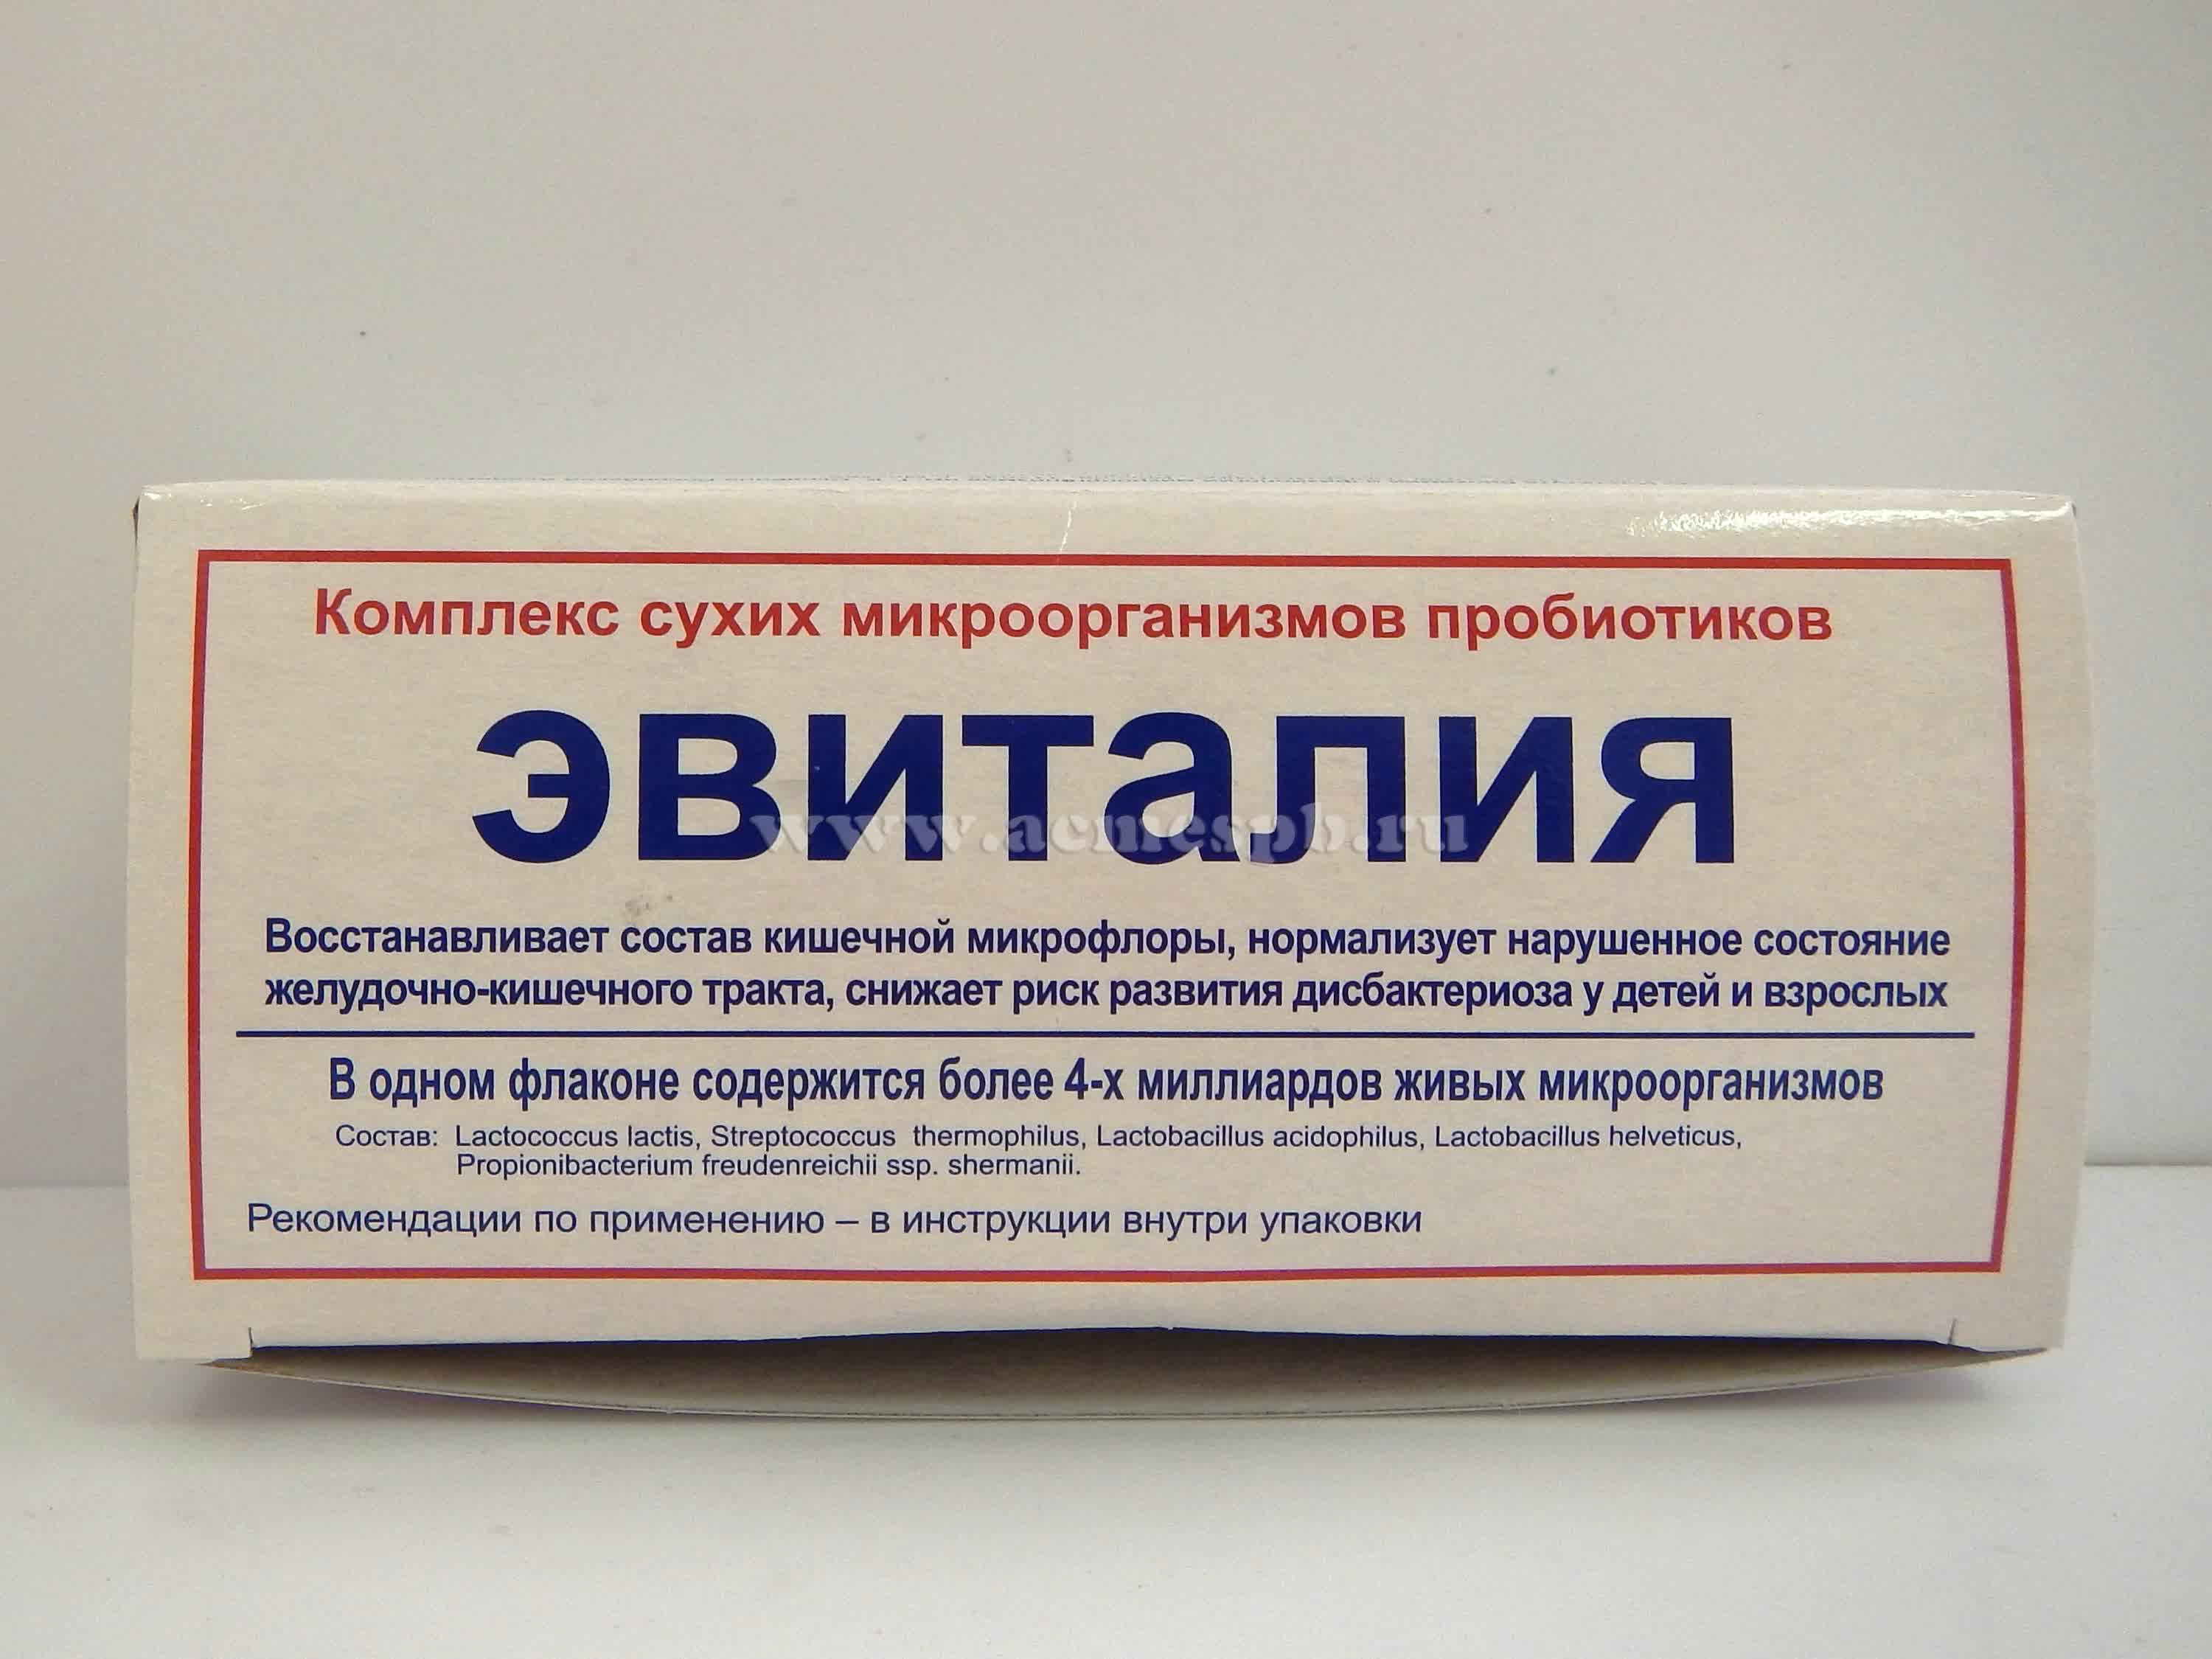 Комплекс сухих микроорганизмов пробиотиков
ЭВИТАЛИЯ
www.acmespb.ru
Восстанавливает состав кишечной микрофлоры, нормализует нарушенное состояние
желудочно-кишечного тракта, снижает риск развития дисбактериоза у детей и взрослых
В одном флаконе содержится более 4-х миллиардов живых микроорганизмов
Состав: Lactococcus lactis, Streptococcus thermophilus, Lactobacillus acidophilus, Lactobacillus helveticus,
Propionibacterium freudenreichii ssp. shermanii.
Рекомендации по применению – в инструкции внутри упаковки